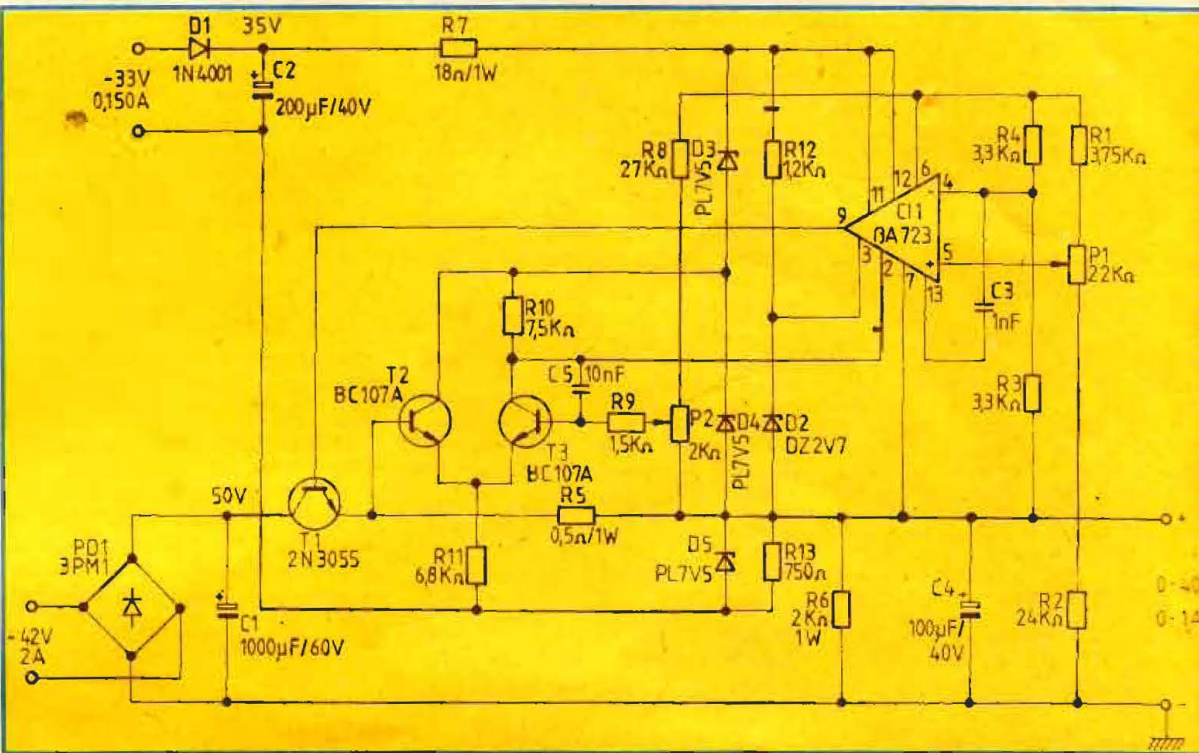 D1
35V
R7
1N4001
18Ω/1W
-33V
0,150A
C2
+
200µF/40V
R8
27KΩ
D3
PL7V5
R12
1,2KΩ
R4
3,3KΩ
R1
3,75KΩ
11
12
6
4
-
CI1
βA723
9
3
2
7
+
5
13
P1
22KΩ
C3
1nF
R10
7,5KΩ
C5 10nF
T2
BC107A
R9
1,5KΩ
P2
2KΩ
D4
PL7V5
D2
DZ2V7
R3
3,3KΩ
T3
BC107A
50V
T1
2N3055
R5
0,5Ω/1W
+
PD1
3PM1
R11
6,8KΩ
D5
PL7V5
R13
750Ω
R6
2KΩ
1W
C4
+
100µF/
40V
R2
24KΩ
+
C1
1000µF/60V
-42V
2A
-